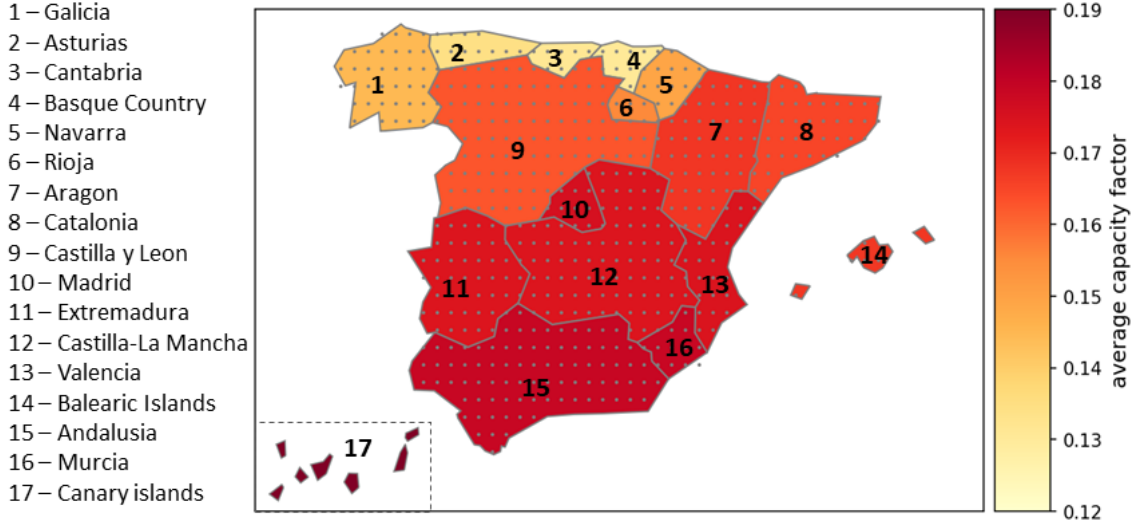 1 – Galicia
2 – Asturias
3 – Cantabria
4 – Basque Country
5 – Navarra
6 – Rioja
7 – Aragon
8 – Catalonia
9 – Castilla y Leon
10 – Madrid
11 – Extremadura
12 – Castilla-La Mancha
13 – Valencia
14 – Balearic Islands
15 – Andalusia
16 – Murcia
17 – Canary islands
1
2
3
4
5
6
7
8
9
10
11
12
13
14
15
16
17
0.19
0.18
0.17
0.16
0.15
0.14
0.13
0.12
average capacity factor